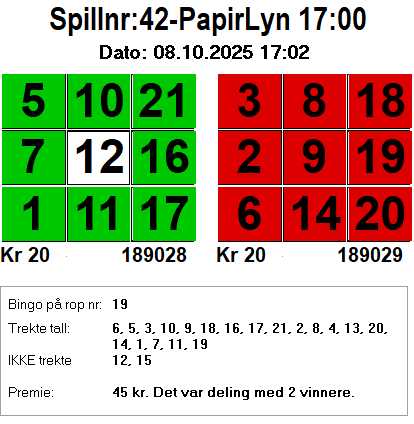 Spillnr:42-PapirLyn 17:00
Dato: 08.10.2025 17:02
5 10 21 3 8 18
7 12 16 2 9 19
1 11 17 6 14 20
Kr 20 189028 Kr 20 189029
Bingo på rop nr: 19
Trekte tall: 6, 5, 3, 10, 9, 18, 16, 17, 21, 2, 8, 4, 13, 20,
14, 1, 7, 11, 19
IKKE trekte 12, 15
Premie: 45 kr. Det var deling med 2 vinnere.